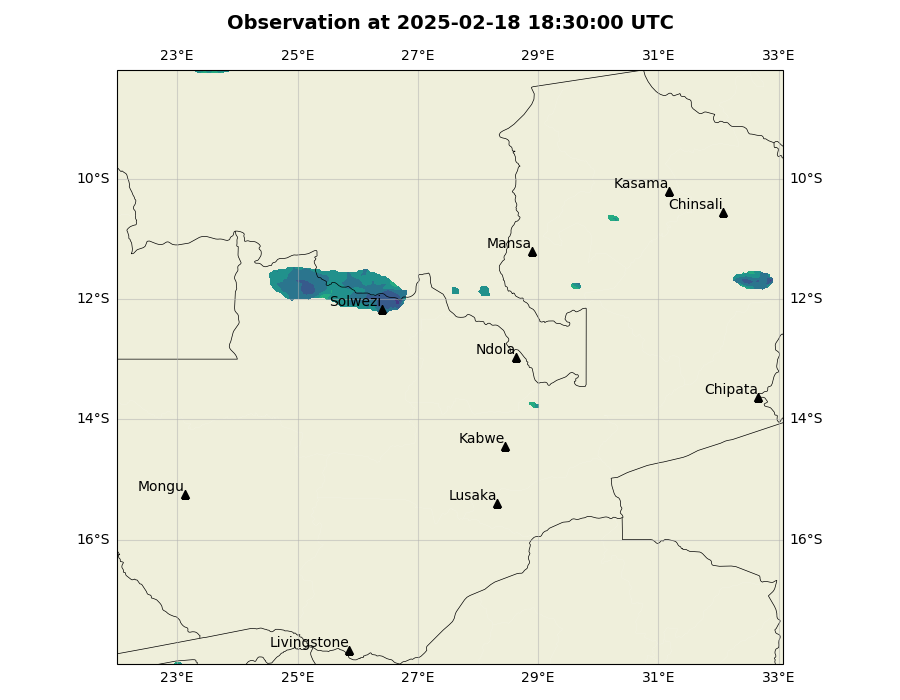 Observation at 2025-02-18 18:30:00 UTC
23°E 25°E 27°E 29°E 31°E 33°E
10°S 10°S
Kasama
Chinsali
Mansa
12°S 12°S
Solwezi
Ndola
Chipata
14°S 14°S
Kabwe
Mongu
Lusaka
16°S 16°S
Livingstone
23°E 25°E 27°E 29°E 31°E 33°E